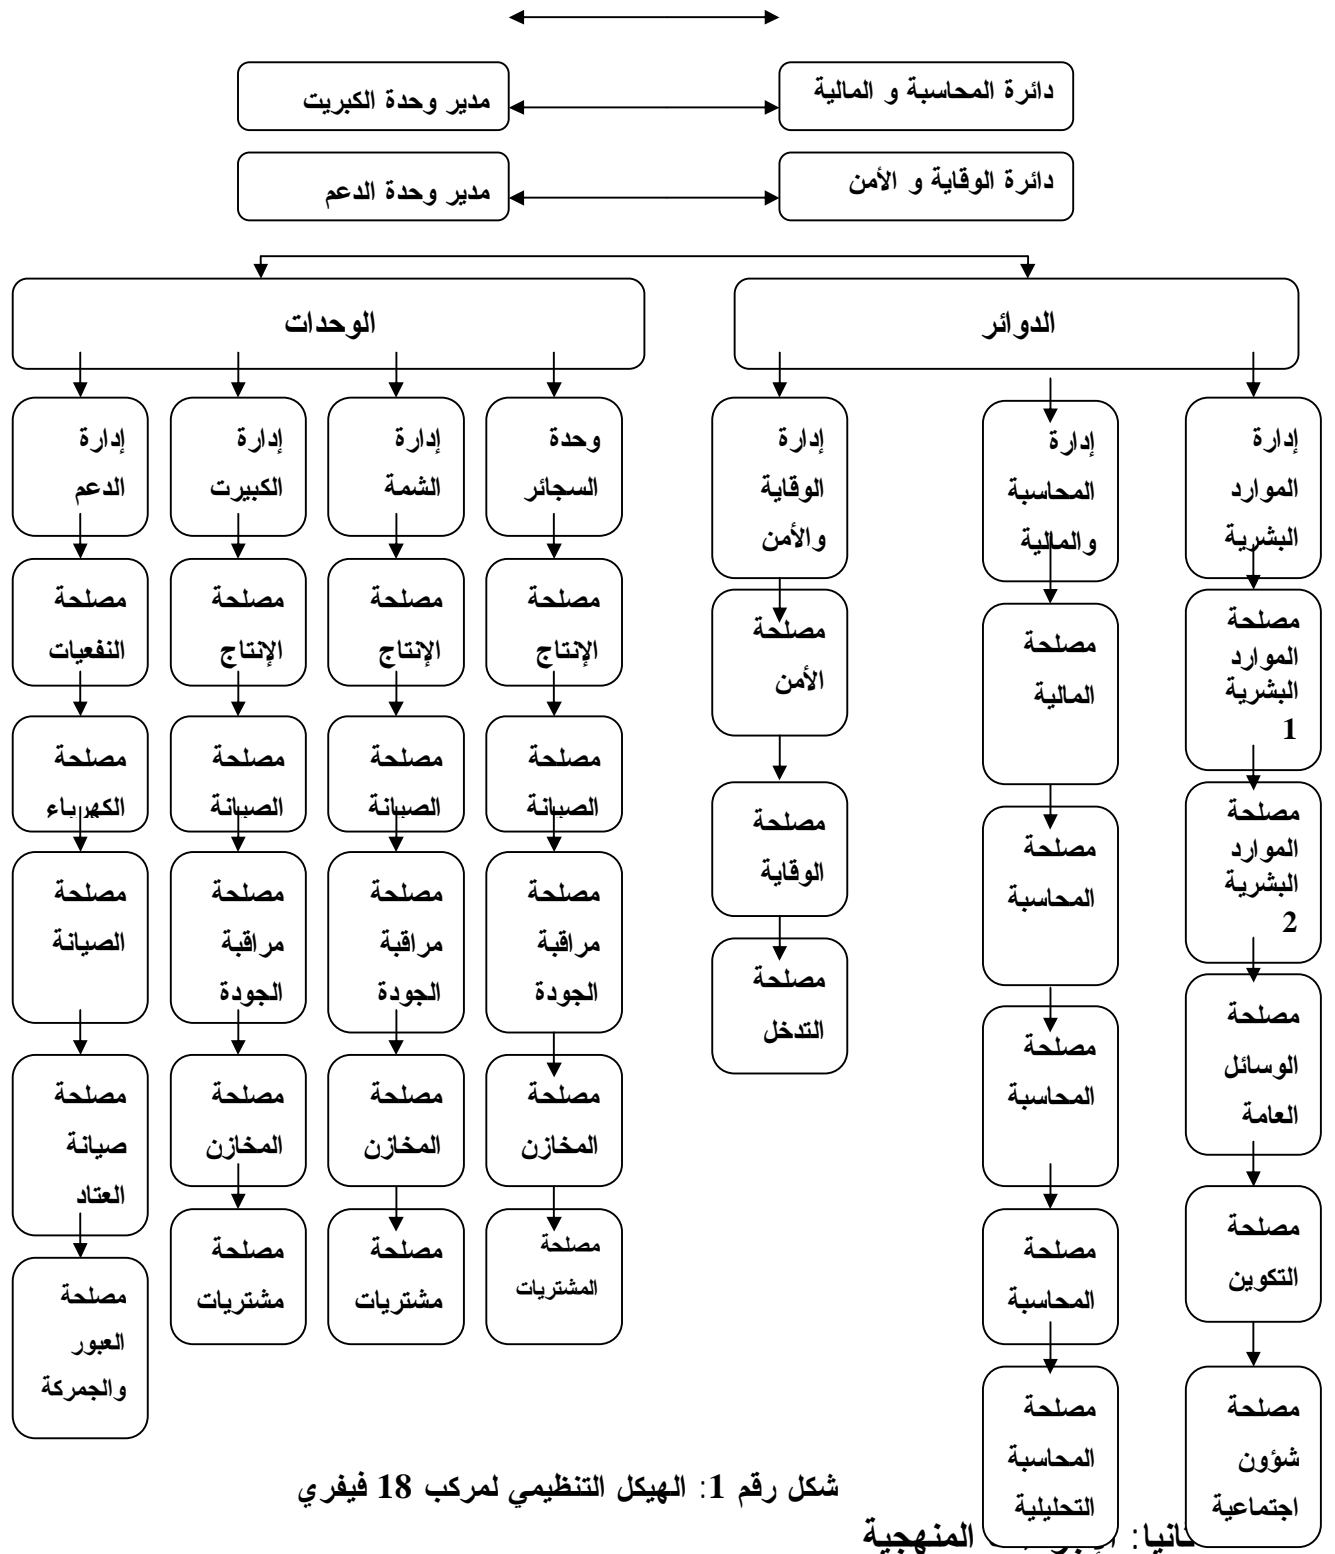 دائرة المحاسبة و المالية
مدير وحدة الكبريت
دائرة الوقاية و الأمن
مدير وحدة الدعم
الدوائر
الوحدات
إدارة
الموارد
البشرية
مصلحة
الموارد
البشرية
1
مصلحة
الموارد
البشرية
2
مصلحة
الوسائل
العامة
مصلحة
التكوين
مصلحة
شؤون
اجتماعية
إدارة
المحاسبة
والمالية
مصلحة
المالية
مصلحة
المحاسبة
مصلحة
المحاسبة
مصلحة
المحاسبة
مصلحة
المحاسبة
التحليلية
إدارة
الوقاية
والأمن
مصلحة
الأمن
مصلحة
الوقاية
مصلحة
التدخل
وحدة
السجائر
مصلحة
الإنتاج
مصلحة
الصيانة
مصلحة
مراقبة
الجودة
مصلحة
المخازن
مصلحة
المشتريات
إدارة
الشمة
مصلحة
الإنتاج
مصلحة
الصيانة
مصلحة
مراقبة
الجودة
مصلحة
المخازن
مصلحة
مشتريات
إدارة
الكبيرت
مصلحة
الإنتاج
مصلحة
الصيانة
مصلحة
مراقبة
الجودة
مصلحة
المخازن
مصلحة
مشتريات
إدارة
الدعم
مصلحة
النفعيات
مصلحة
الكهرباء
مصلحة
الصيانة
مصلحة
صيانة
العتاد
مصلحة
العبور
والجمركة
شكل رقم 1: الهيكل التنظيمي لمركب 18 فيفري
المنهجية